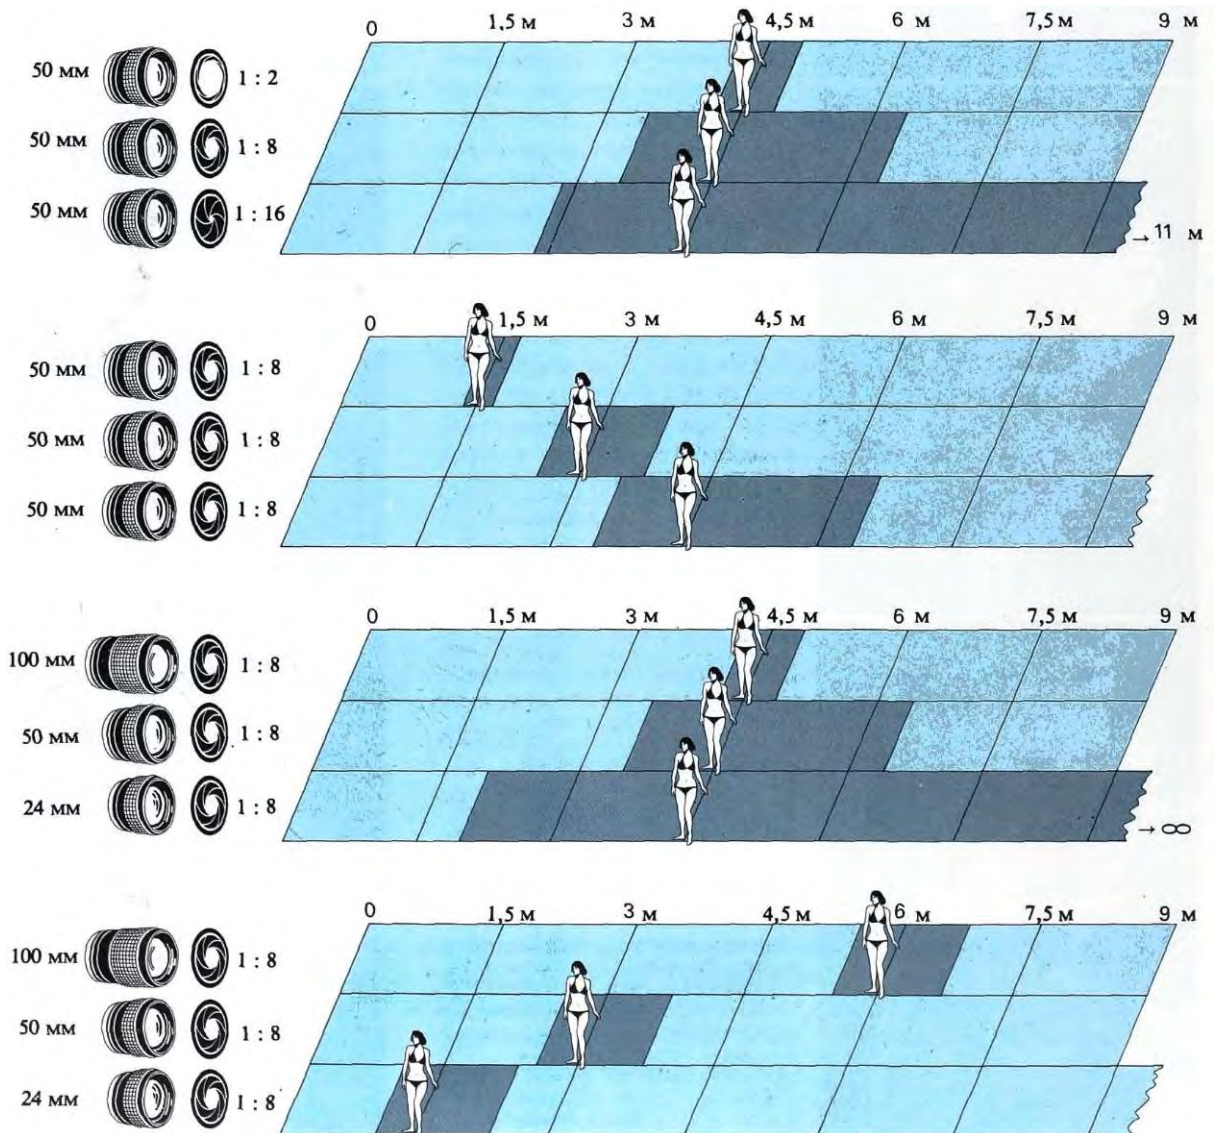 0 1,5 м 3 м 4,5 м 6 м 7,5 м 9 м
50 мм 1 : 2
50 мм 1 : 8
50 мм 1 : 16
→ 11 м
0 1,5 м 3 м 4,5 м 6 м 7,5 м 9 м
50 мм 1 : 8
50 мм 1 : 8
50 мм 1 : 8
0 1,5 м 3 м 4,5 м 6 м 7,5 м 9 м
100 мм 1 : 8
50 мм 1 : 8
24 мм 1 : 8
→ ∞
0 1,5 м 3 м 4,5 м 6 м 7,5 м 9 м
100 мм 1 : 8
50 мм 1 : 8
24 мм 1 : 8